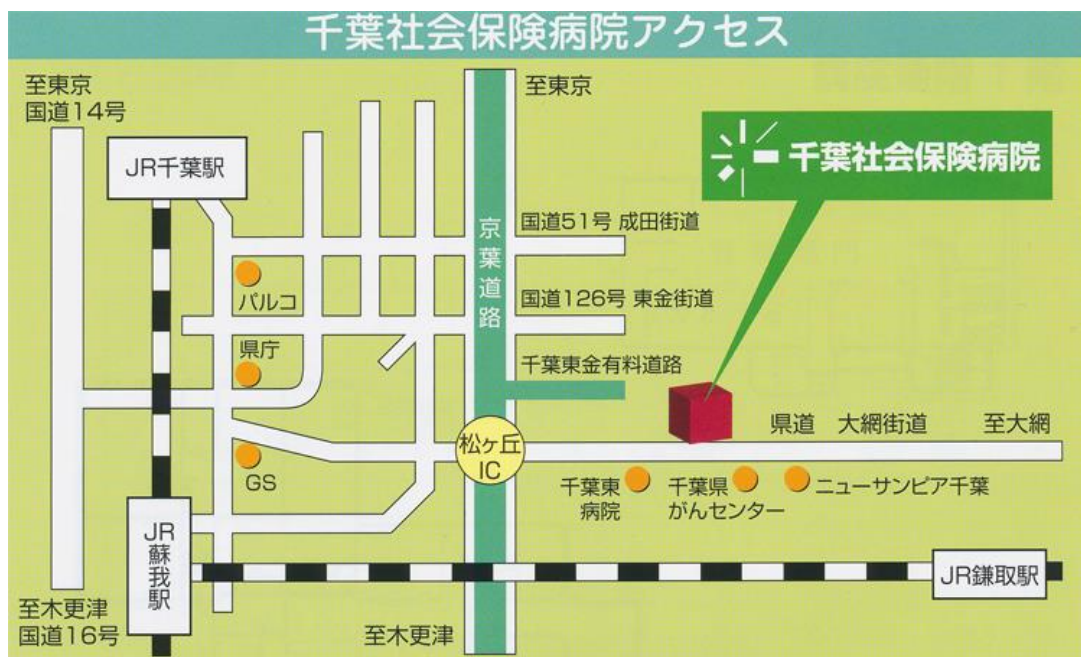 千葉社会保険病院アクセス
至東京
国道14号
至東京
JR千葉駅
千葉社会保険病院
京葉道路
国道51号 成田街道
パルコ
国道126号 東金街道
県庁
千葉東金有料道路
松ヶ丘
IC
県道 大網街道 至大網
GS
千葉東
病院
千葉県
がんセンター
ニューサンピア千葉
JR蘇我駅
JR鎌取駅
至木更津
国道16号
至木更津